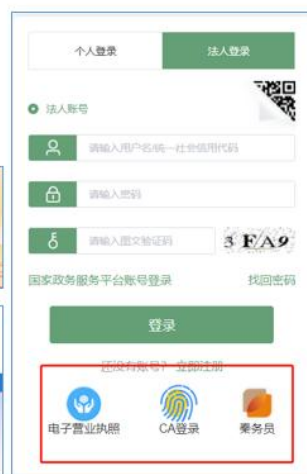 个人登录
法人登录
法人账号
请输入用户名/统一社会信用代码
请输入密码
请输入图文验证码
3 FA9
国家政务服务平台账号登录
找回密码
登录
还没有账号? 立即注册
电子营业执照
CA登录
秦务员